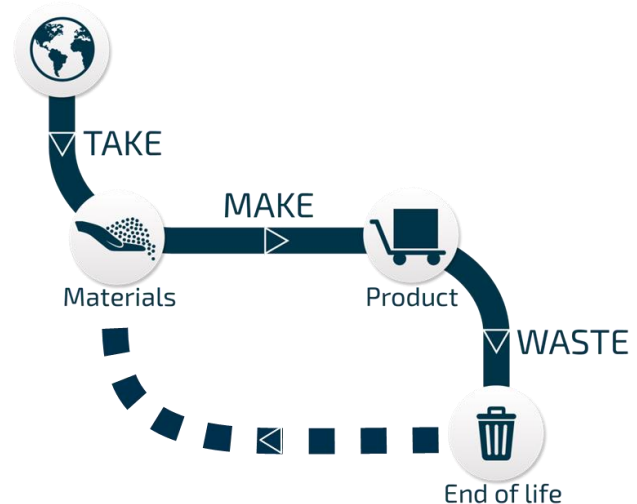 TAKE
MAKE
Materials
Product
WASTE
End of life